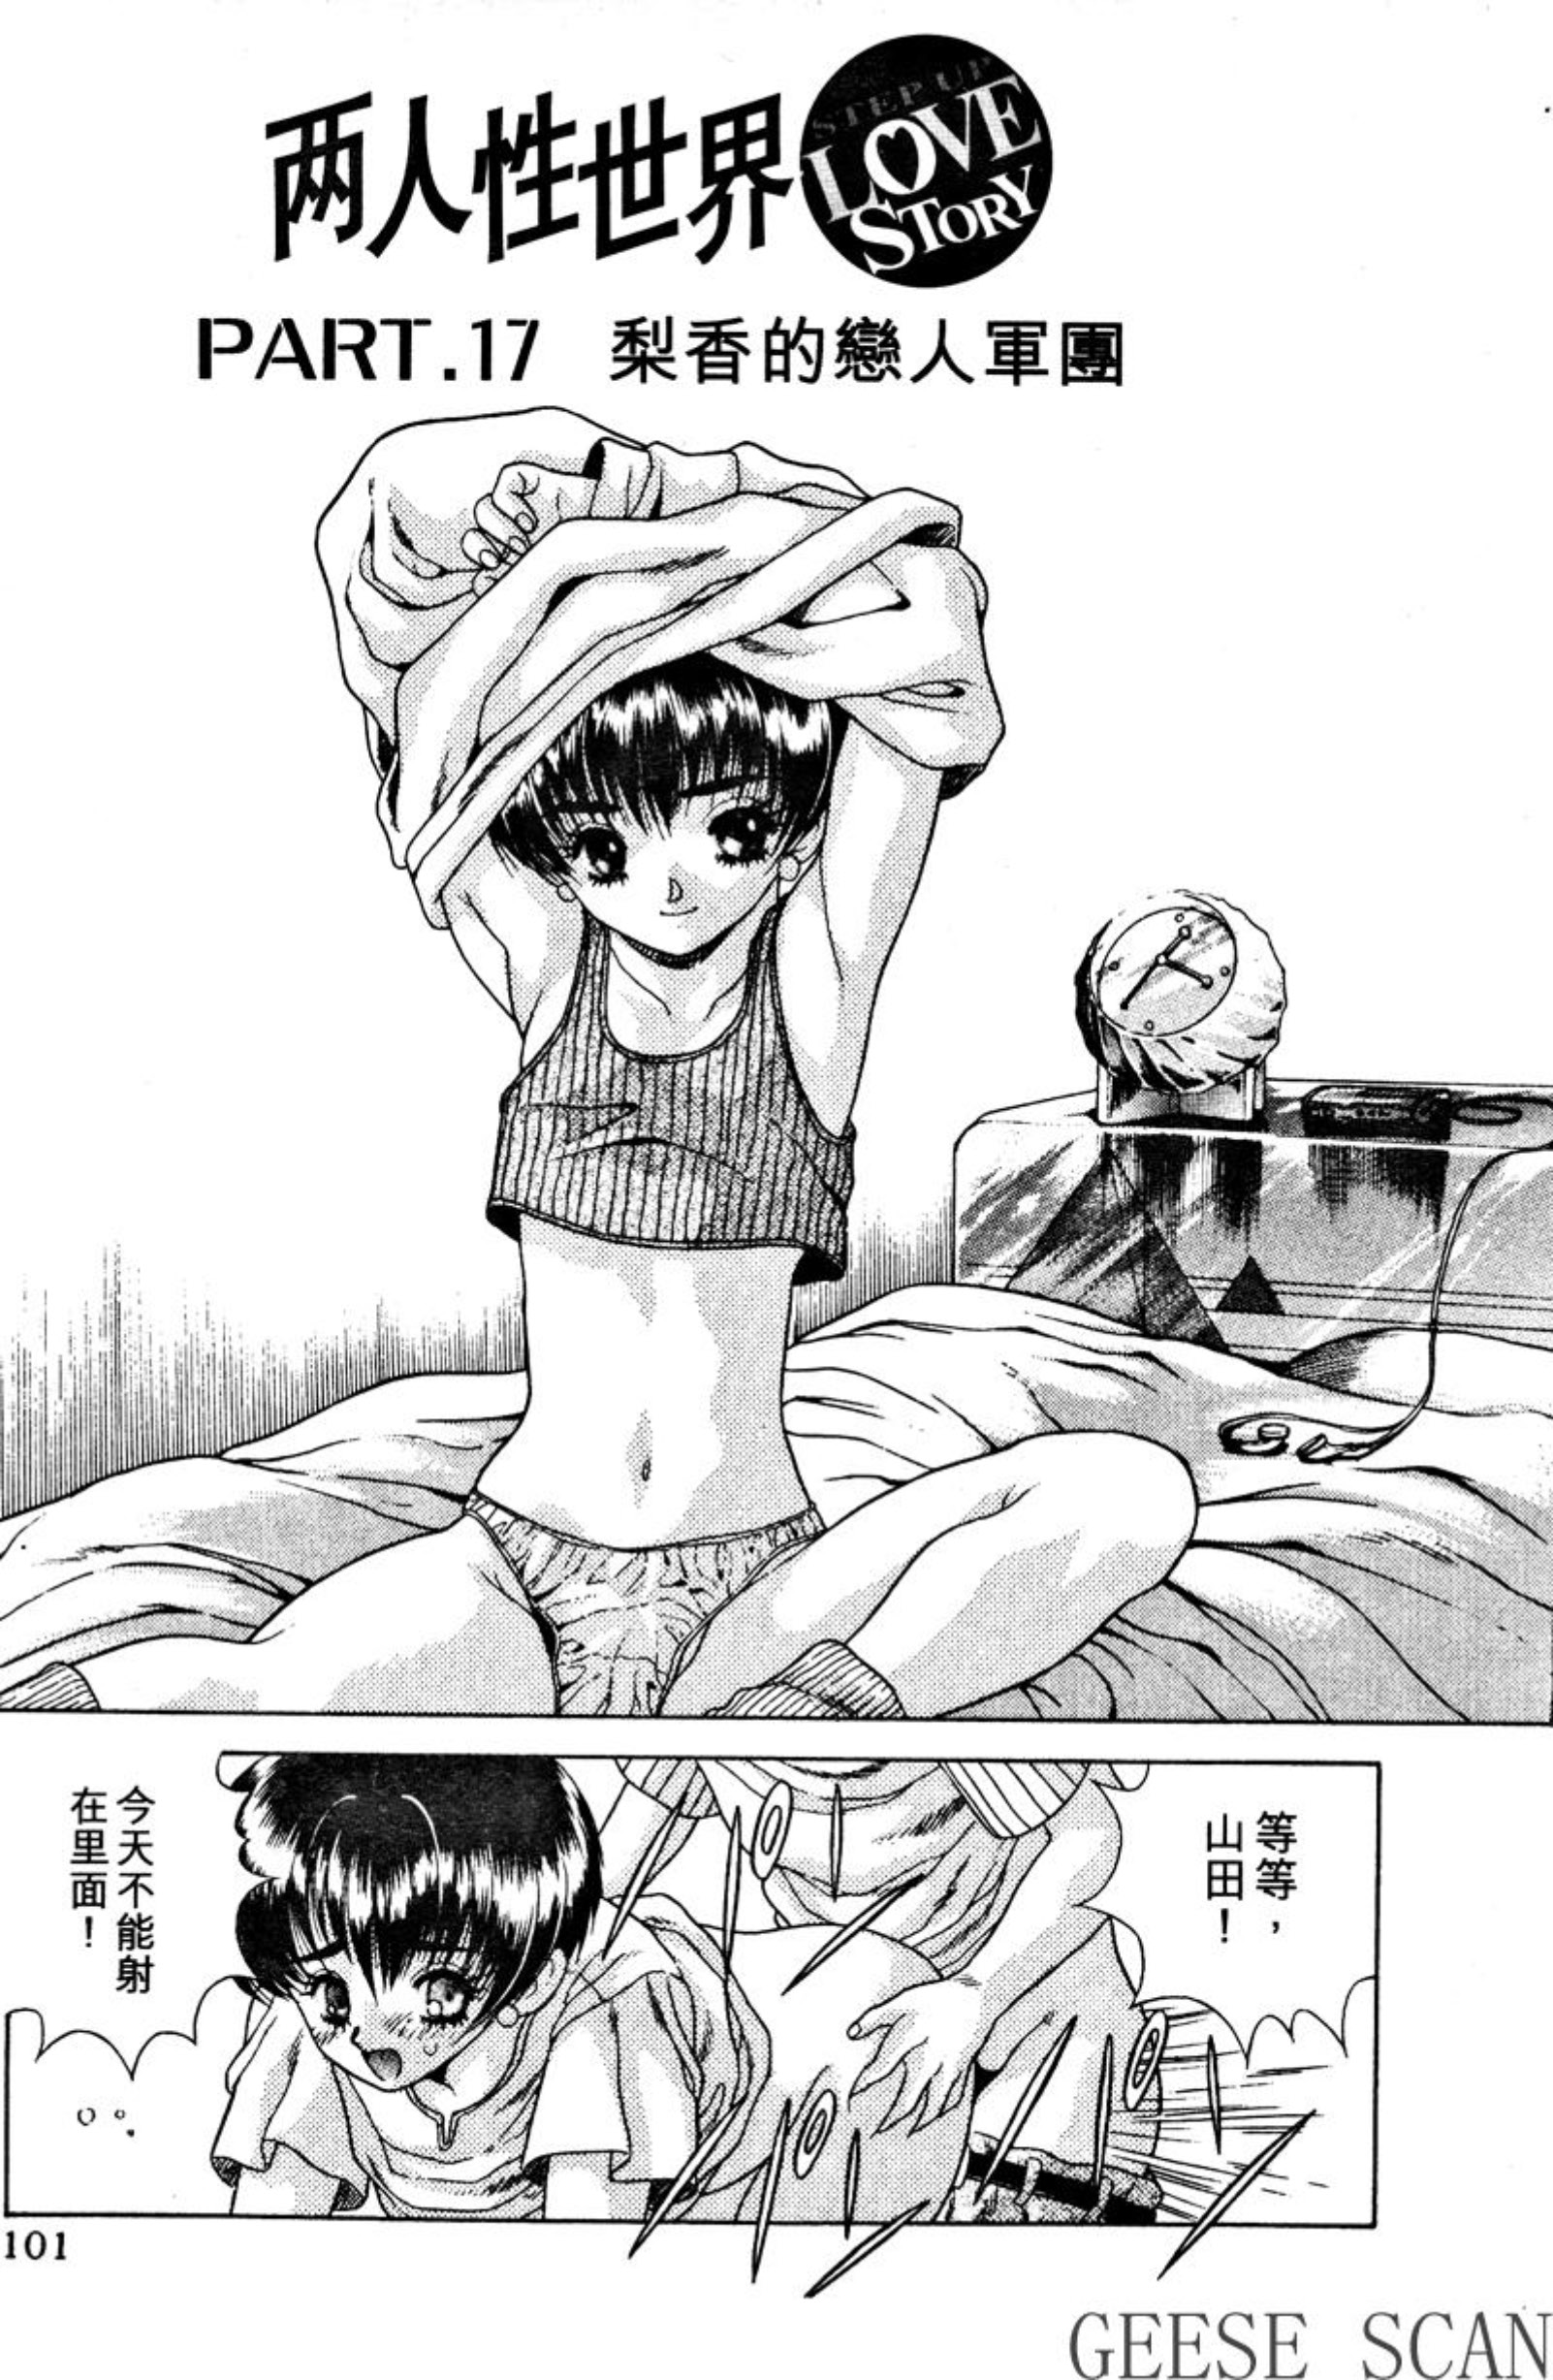 两人性世界
STEP UP
LOVE
STORY
PART.17 梨香的戀人軍團
等等，
山田！
今天不能射
在里面！
101
GEESE SCAN